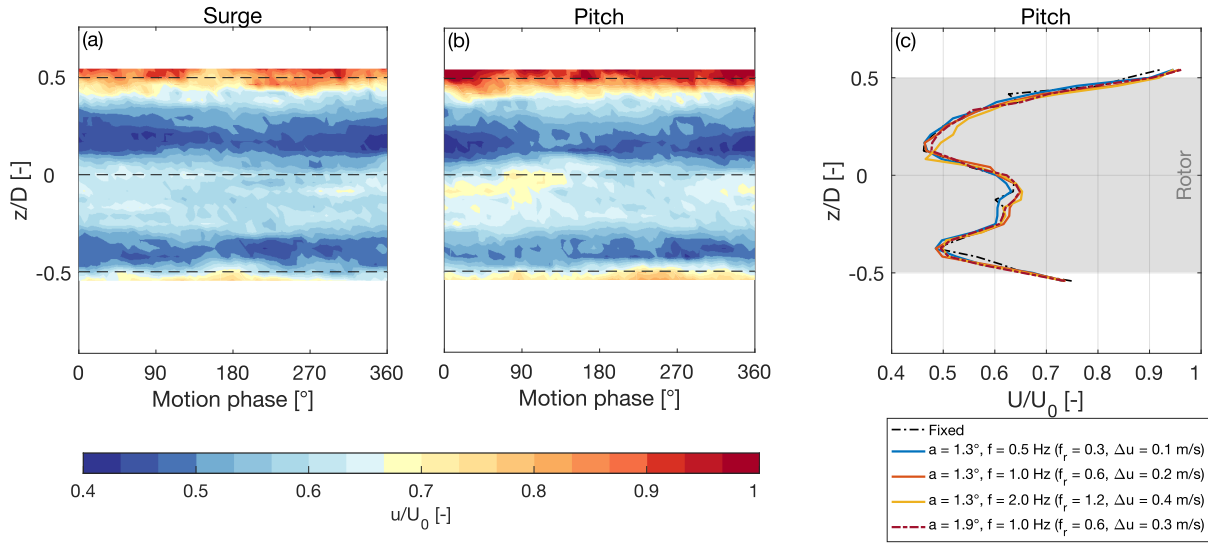 Surge
Pitch
Pitch
(a)
(b)
(c)
0.5
0
-0.5
z/D [-]
0 90 180 270 360
Motion phase [°]
0 90 180 270 360
Motion phase [°]
0.4 0.5 0.6 0.7 0.8 0.9 1
u/U0 [-]
0.5
0
-0.5
z/D [-]
Rotor
0.4 0.5 0.6 0.7 0.8 0.9 1
U/U0 [-]
Fixed
a = 1.3°, f = 0.5 Hz (fr = 0.3, Δu = 0.1 m/s)
a = 1.3°, f = 1.0 Hz (fr = 0.6, Δu = 0.2 m/s)
a = 1.3°, f = 2.0 Hz (fr = 1.2, Δu = 0.4 m/s)
a = 1.9°, f = 1.0 Hz (fr = 0.6, Δu = 0.3 m/s)